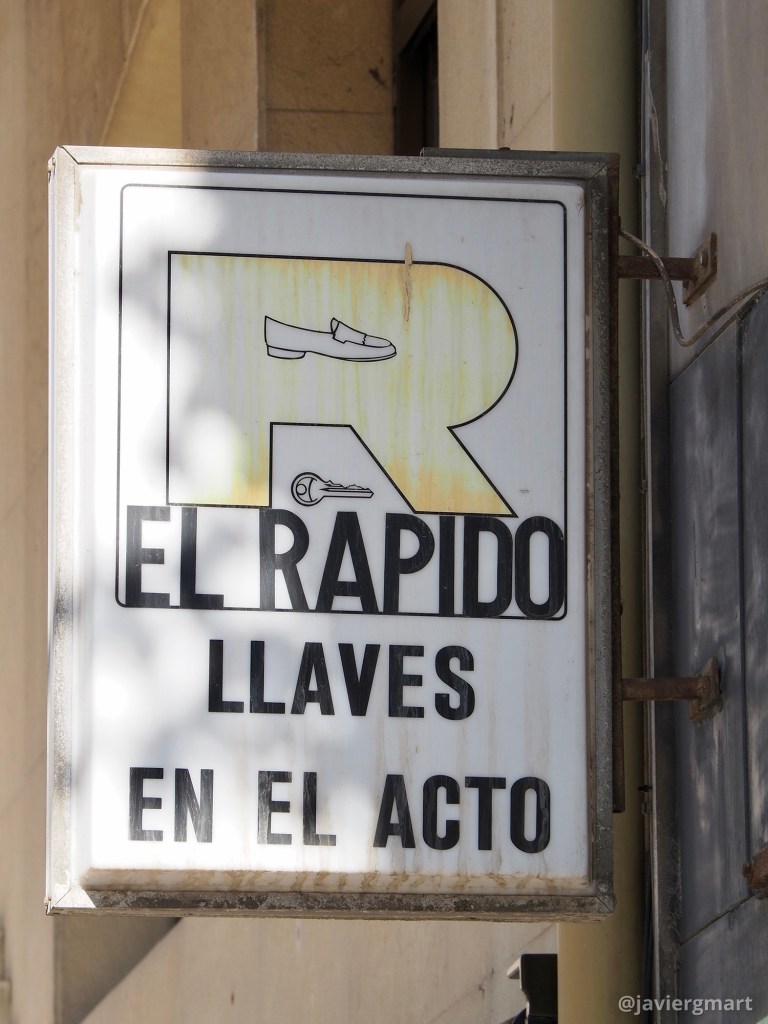 R
EL RAPIDO
LLAVES
EN EL ACTO
@javiergmart